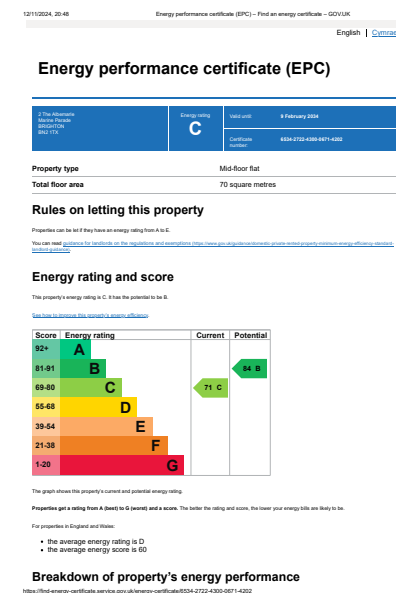 12/11/2024, 20:48
Energy performance certificate (EPC) – Find an energy certificate – GOV.UK
English | Cymrae
Energy performance certificate (EPC)
2 The Albemarle
Marine Parade
BRIGHTON
BN2 1TX
Energy rating
C
Valid until: 9 February 2034
Certificate number: 6534-2722-4300-0671-4202
Property type Mid-floor flat
Total floor area 70 square metres
Rules on letting this property
Properties can be let if they have an energy rating from A to E.
You can read guidance for landlords on the regulations and exemptions (https://www.gov.uk/guidance/domestic-private-rented-property-minimum-energy-efficiency-standard-
landlord-guidance).
Energy rating and score
This property's energy rating is C. It has the potential to be B.
See how to improve this property's energy efficiency.
Score Energy rating Current Potential
92+ A
81-91 B 84 B
69-80 C 71 C
55-68 D
39-54 E
21-38 F
1-20 G
The graph shows this property's current and potential energy rating.
Properties get a rating from A (best) to G (worst) and a score. The better the rating and score, the lower your energy bills are likely to be.
For properties in England and Wales:
• the average energy rating is D
• the average energy score is 60
Breakdown of property's energy performance
https://find-energy-certificate.service.gov.uk/energy-certificate/6534-2722-4300-0671-4202